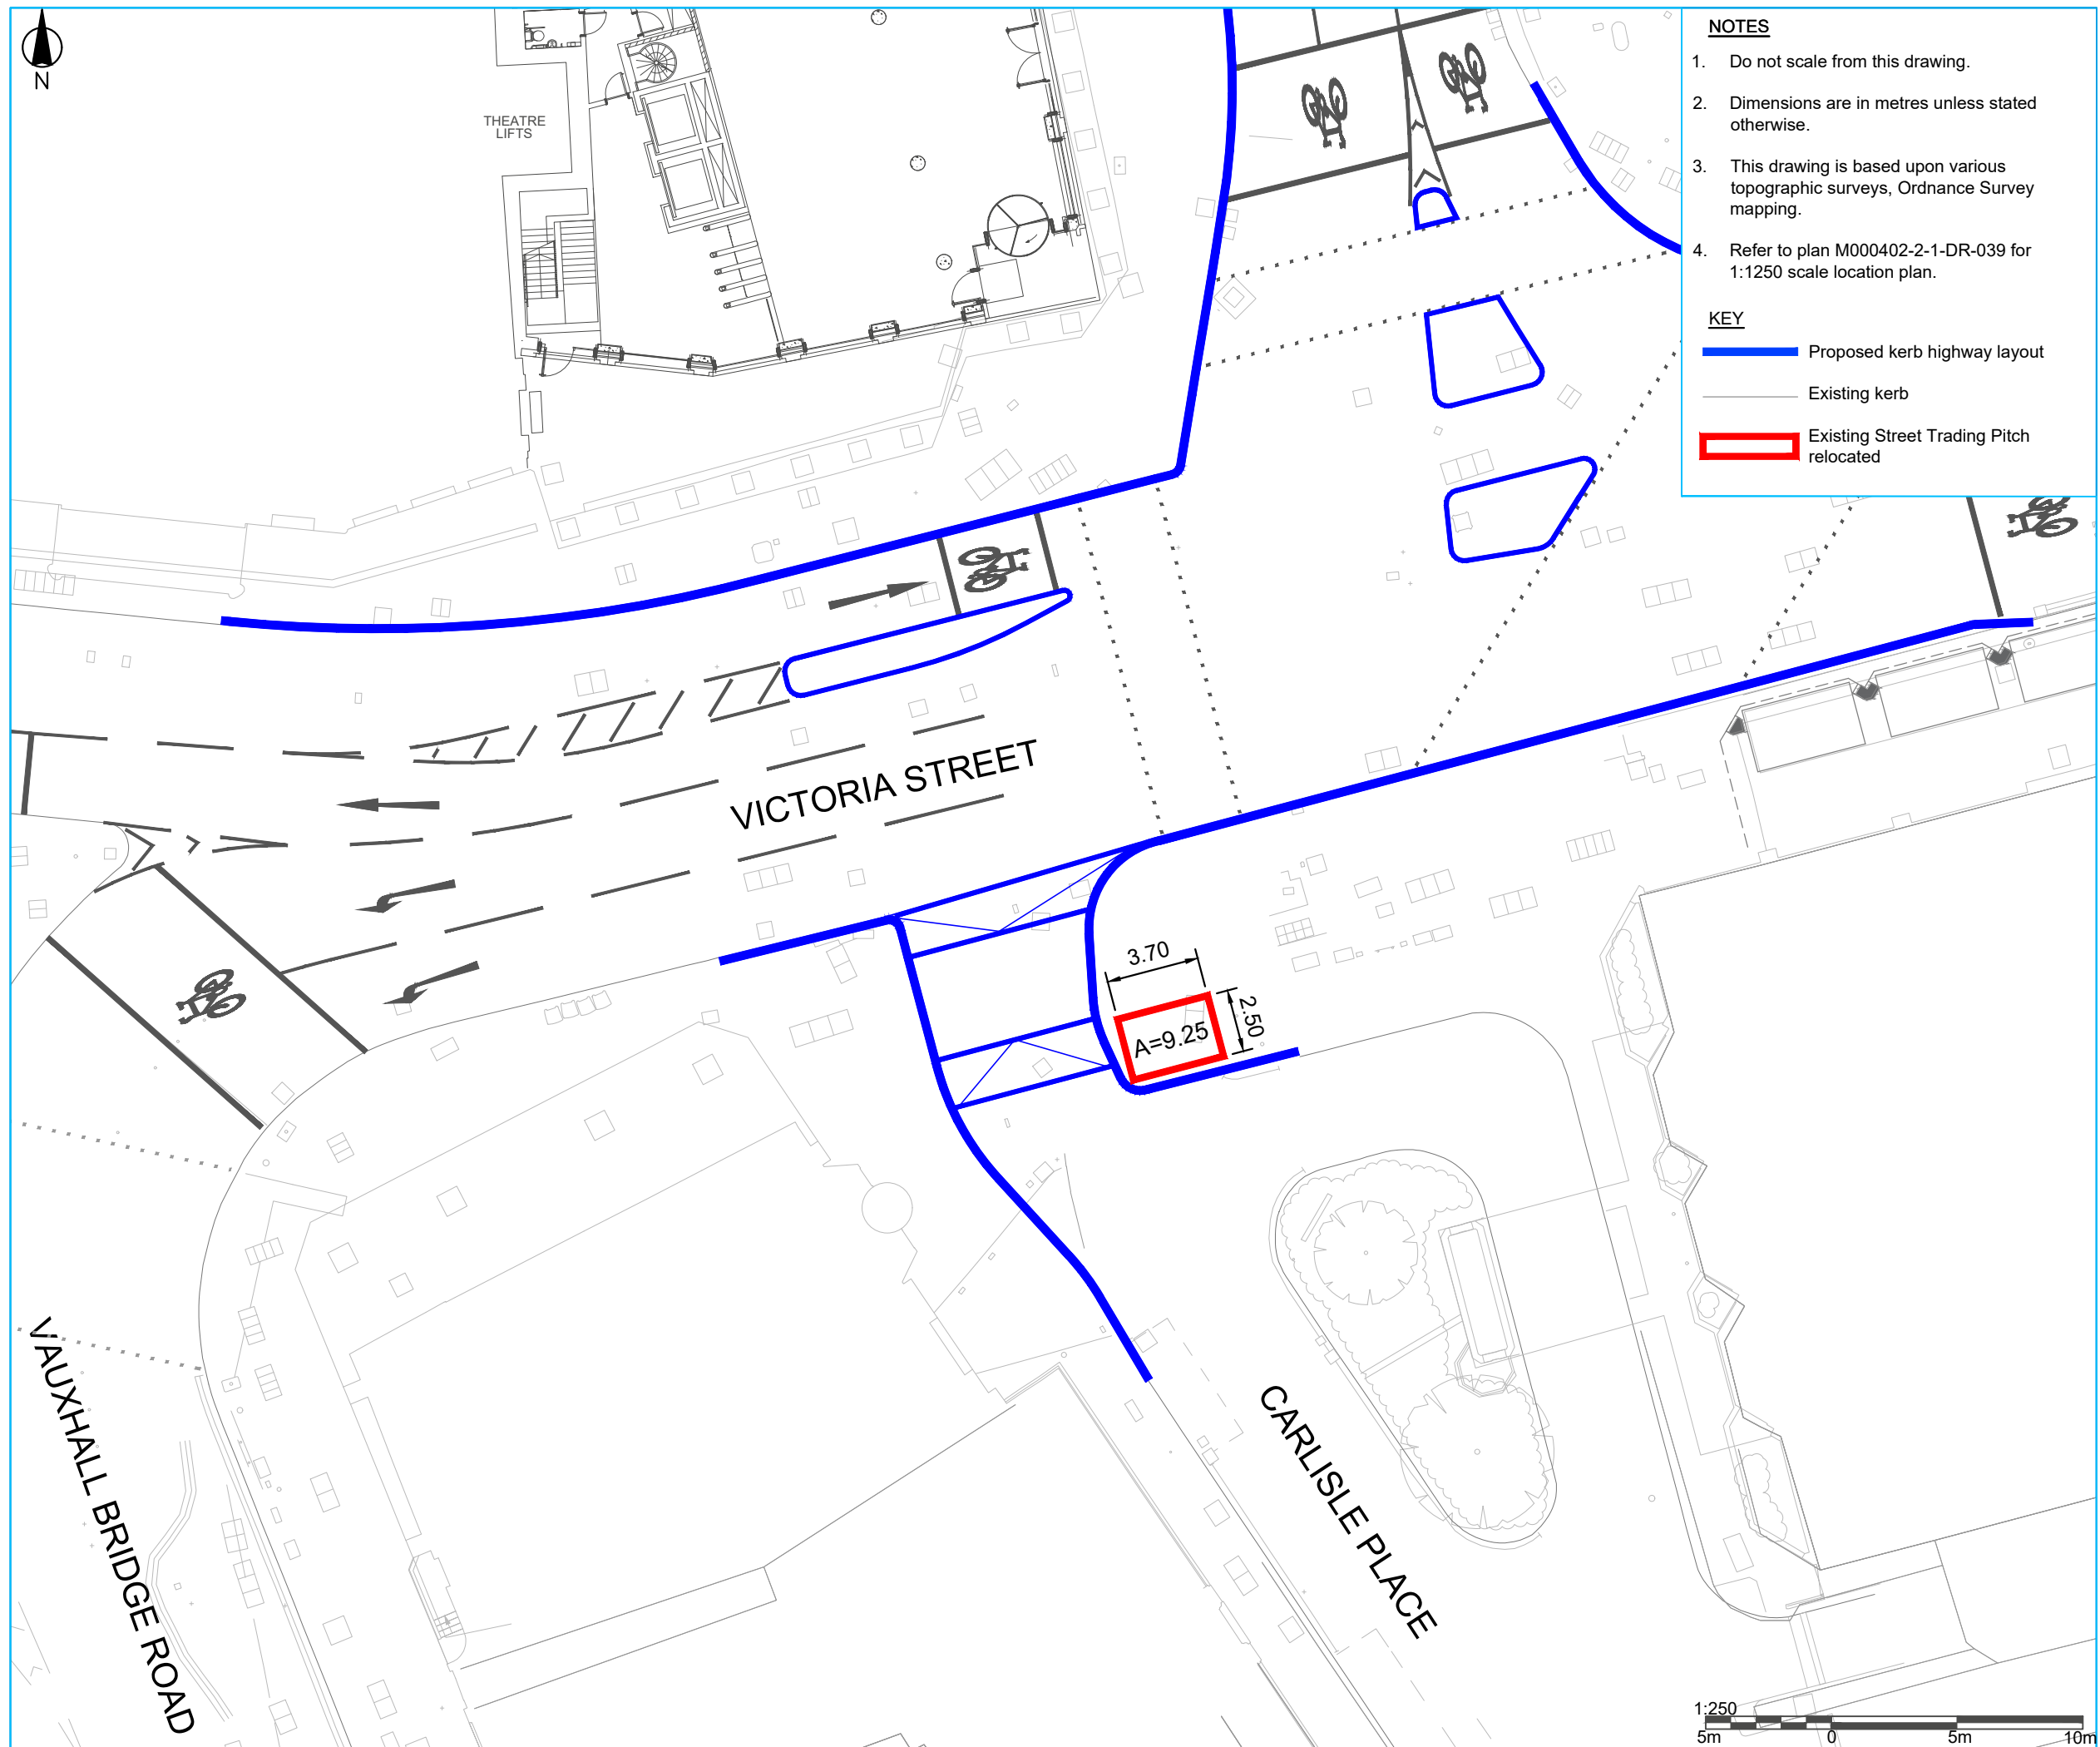 N
THEATRE
LIFTS
NOTES
1. Do not scale from this drawing.
2. Dimensions are in metres unless stated
otherwise.
3. This drawing is based upon various
topographic surveys, Ordnance Survey
mapping.
4. Refer to plan M000402-2-1-DR-039 for
1:1250 scale location plan.
KEY
Proposed kerb highway layout
Existing kerb
Existing Street Trading Pitch
relocated
VICTORIA STREET
3.70
2.50
A=9.25
VAUXHALL BRIDGE ROAD
CARLISLE PLACE
1:250
5m 0 5m 10m